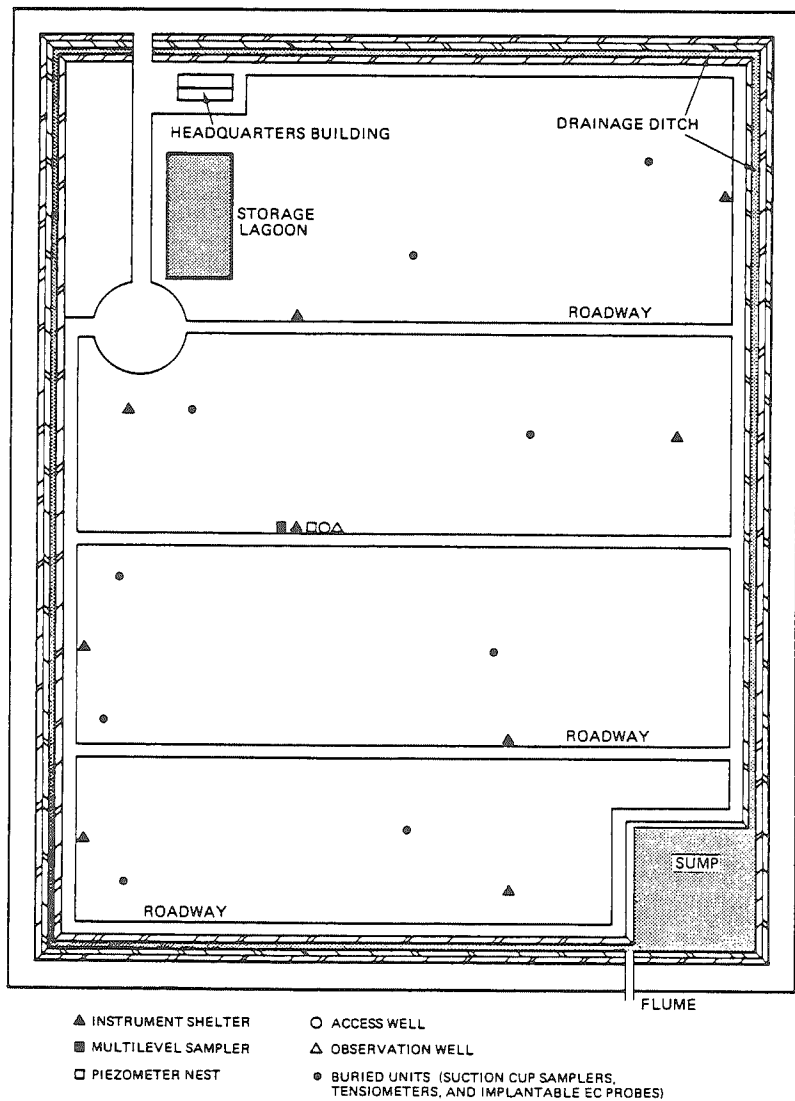 HEADQUARTERS BUILDING
DRAINAGE DITCH
STORAGE
LAGOON
ROADWAY
ROADWAY
SUMP
ROADWAY
FLUME
INSTRUMENT SHELTER
MULTILEVEL SAMPLER
PIEZOMETER NEST
ACCESS WELL
OBSERVATION WELL
BURIED UNITS (SUCTION CUP SAMPLERS,
TENSIOMETERS, AND IMPLANTABLE EC PROBES)